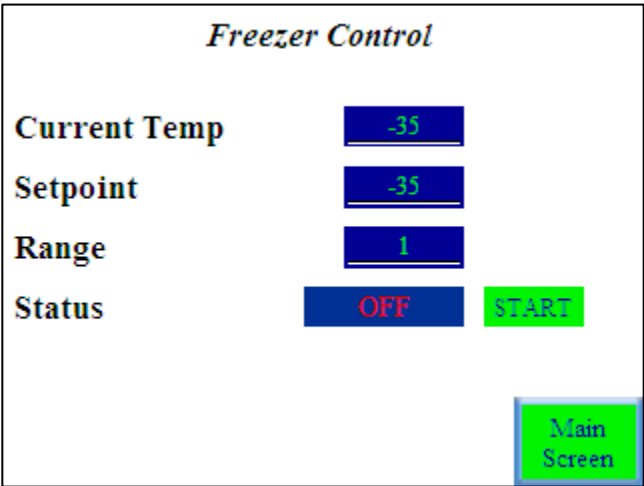 Freezer Control
Current Temp -35
Setpoint -35
Range 1
Status OFF START
Main
Screen